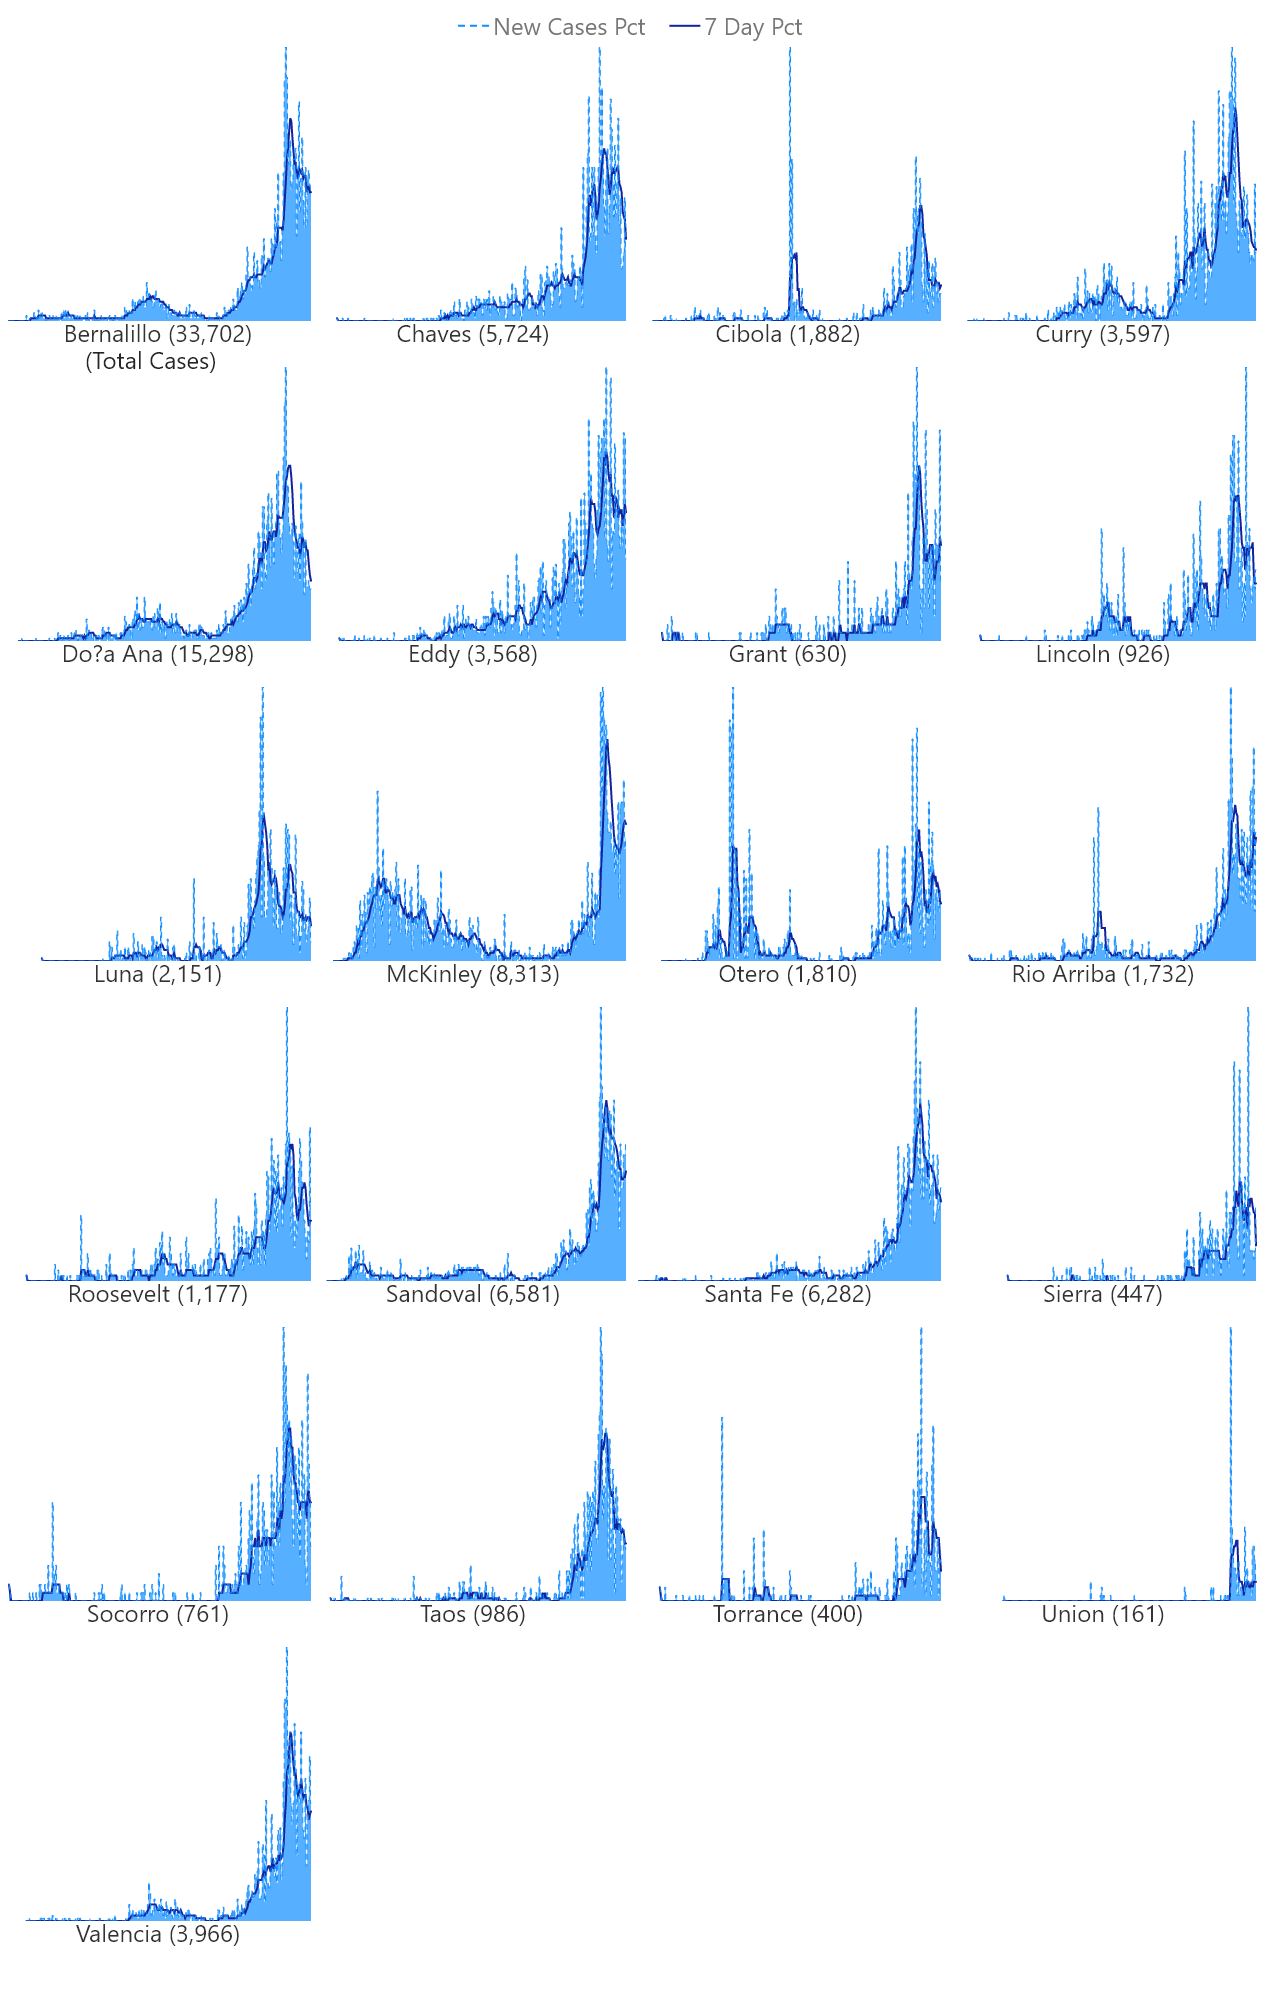 New Cases Pct 7 Day Pct
Bernalillo (33,702) Chaves (5,724) Cibola (1,882) Curry (3,597)
(Total Cases)
Do?a Ana (15,298) Eddy (3,568) Grant (630) Lincoln (926)
Luna (2,151) McKinley (8,313) Otero (1,810) Rio Arriba (1,732)
Roosevelt (1,177) Sandoval (6,581) Santa Fe (6,282) Sierra (447)
Socorro (761) Taos (986) Torrance (400) Union (161)
Valencia (3,966)